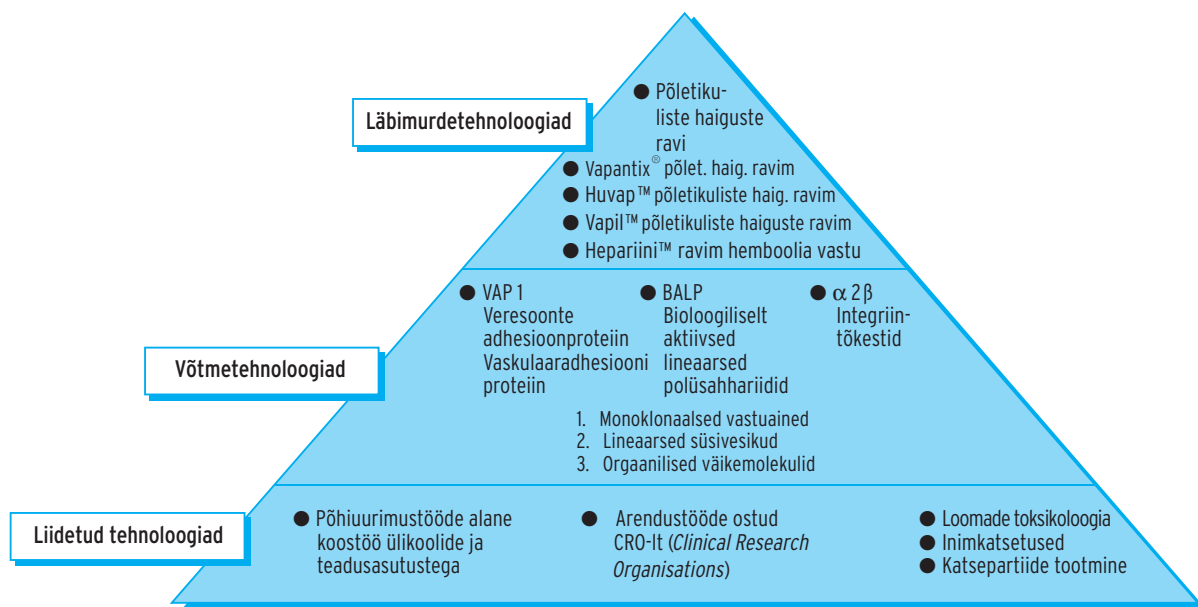 Läbimurdetehnoloogiad
● Põletiku-
liste haiguste
ravi
● Vapantix® põlet. haig. ravim
● Huvap™ põletikuliste haig. ravim
● Vapil™ põletikuliste haiguste ravim
● Hepariini™ ravim hemboolia vastu
Võtmetehnoloogiad
● VAP 1
Veresoonte
adhesioonproteiin
Vaskulaaradhesiooni
proteiin
● BALP
Bioloogiliselt
aktiivsed
lineaarsed
polüsahhariidid
● α 2 β
Integriin-
tõkestid
1. Monoklonaalsed vastuained
2. Lineaarsed süsivesikud
3. Orgaanilised väikemolekulid
Liidetud tehnoloogiad
● Põhiuurimustööde alane
koostöö ülikoolide ja
teadusasutustega
● Arendustööde ostud
CRO-lt (Clinical Research
Organisations)
● Loomade toksikoloogia
● Inimkatsetused
● Katsepartiide tootmine